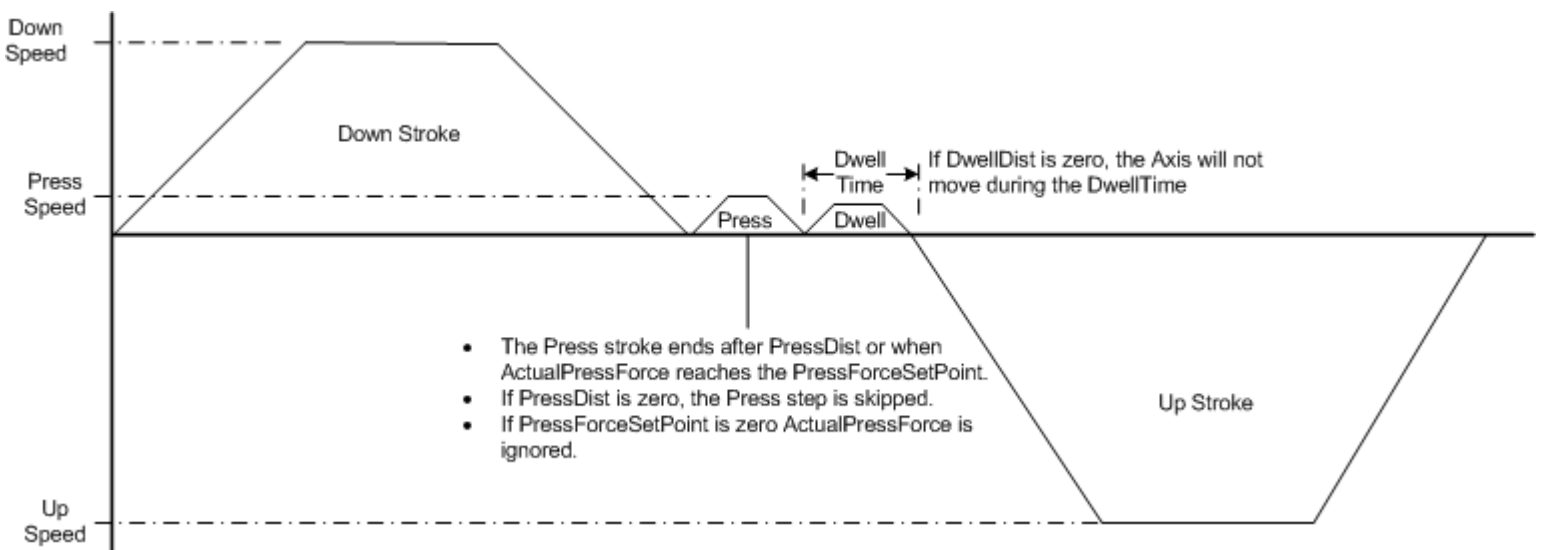 Down
Speed
Down Stroke
Press
Speed
Dwell
Time
If DwellDist is zero, the Axis will not
move during the DwellTime
Press
Dwell
• The Press stroke ends after PressDist or when
ActualPressForce reaches the PressForceSetPoint.
• If PressDist is zero, the Press step is skipped.
• If PressForceSetPoint is zero ActualPressForce is
ignored.
Up Stroke
Up
Speed